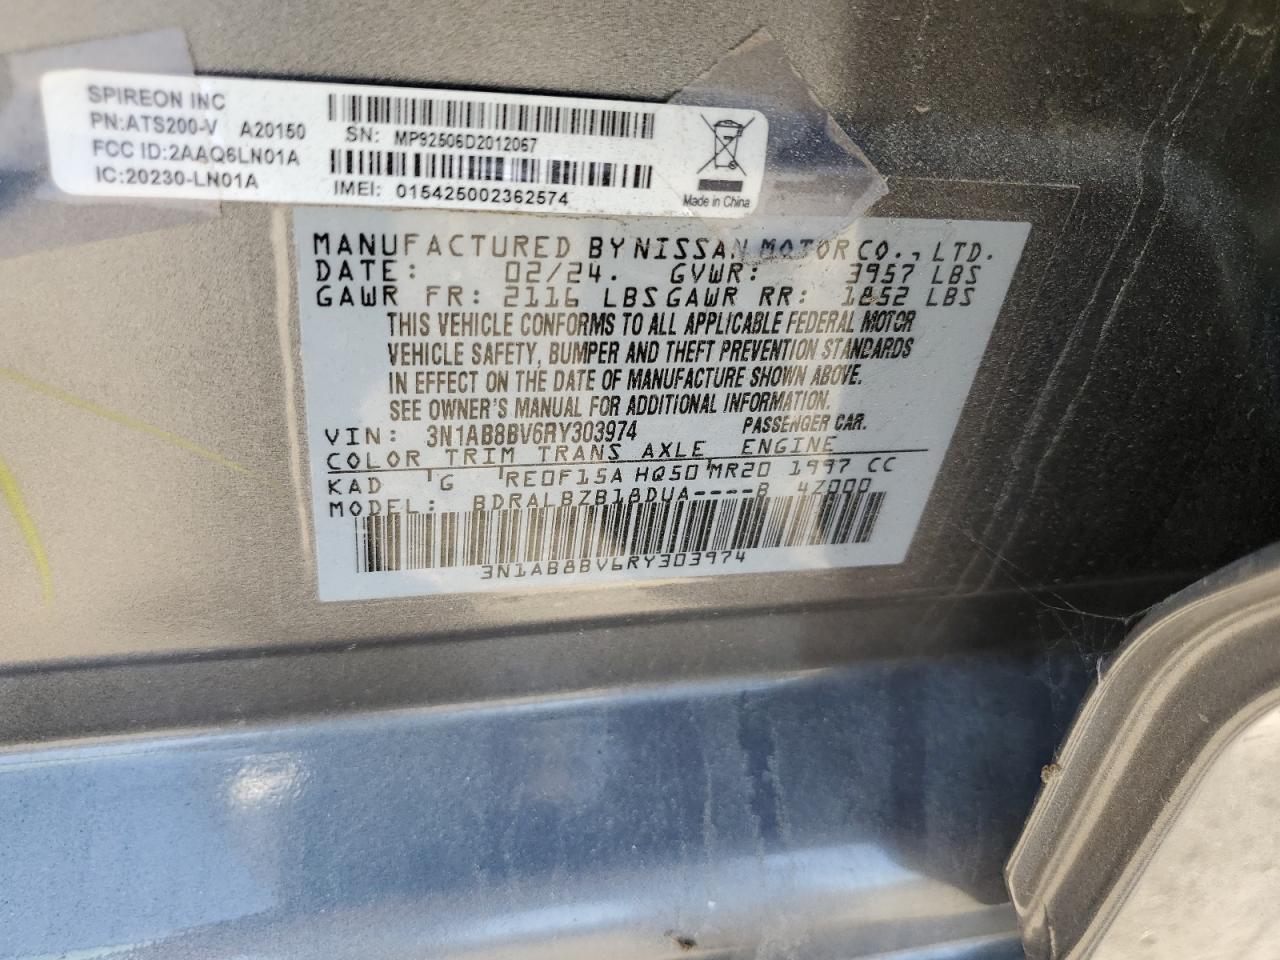 SPIREON INC
PN:ATS200-V A20150
FCC ID:2AAQ6LN01A
IC:20230-LN01A
SN: MP92506D2012067
IMEI: 015425002362574
Made in China
MANUFACTURED BY NISSAN MOTOR CO., LTD.
DATE: 02/24. GVWR: 3957 LBS
GAWR FR: 2116 LBS GAWR RR: 1852 LBS
THIS VEHICLE CONFORMS TO ALL APPLICABLE FEDERAL MOTOR
VEHICLE SAFETY, BUMPER AND THEFT PREVENTION STANDARDS
IN EFFECT ON THE DATE OF MANUFACTURE SHOWN ABOVE.
SEE OWNER'S MANUAL FOR ADDITIONAL INFORMATION.
VIN: 3N1AB8BV6RY303974 PASSENGER CAR.
COLOR TRIM TRANS AXLE ENGINE
KAD G RE0F15A HQ50 MR20 1997 CC
MODEL: BDRALBZB18DUA----B 4Z000
3N1AB8BV6RY303974